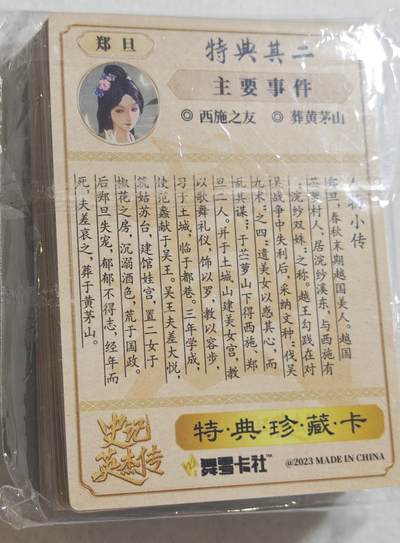 郑旦
特典其二
主要事件
◎ 西施之友 ◎ 葬黄茅山
人物小传
郑旦，春秋末期越国美人。越国
苎萝村人，居浣纱溪东，与西施有
“浣纱双姝”之称。越王勾践在对
吴战争中失利后，采纳文种“伐吴
九术”之四：“遗美女以惑其心，而
乱其谋”，于苎萝山下得西施、郑
旦二人。并于土城山建美女宫，教
以歌舞礼仪，饰以罗，教以容步，
习于土城，临于都巷。三年学成，
使范蠡献于吴王。吴王夫差大悦，
筑姑苏台，建馆娃宫，置二女于
椒花之房，沉溺酒色，荒于国政。
后郑旦失宠，郁郁不得志，经年而
死，夫差哀之，葬于黄茅山。
史记
英杰传
特·典·珍·藏·卡
舞雪卡社™
@2023 MADE IN CHINA